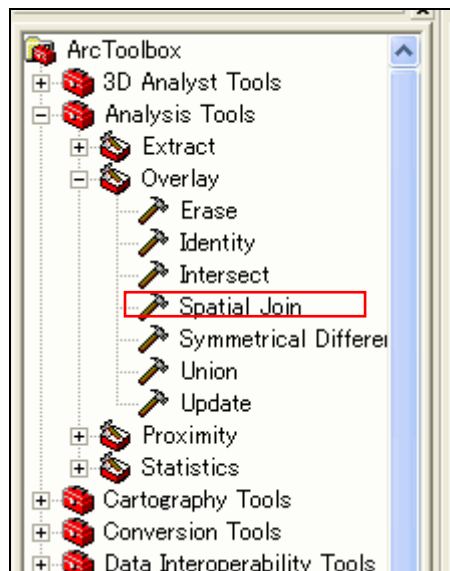 ArcToolbox
3D Analyst Tools
Analysis Tools
Extract
Overlay
Erase
Identity
Intersect
Spatial Join
Symmetrical Differe
Union
Update
Proximity
Statistics
Cartography Tools
Conversion Tools
Data Interoperability Tools